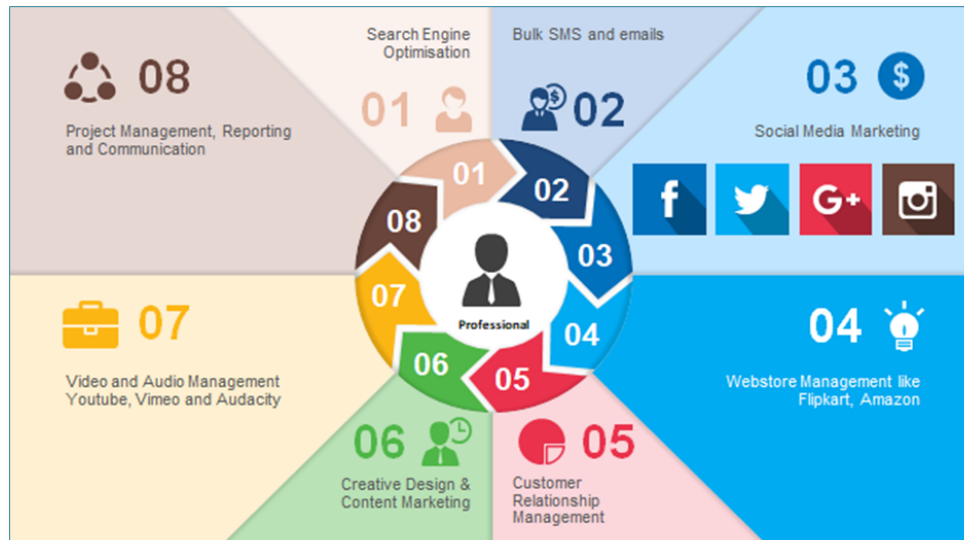 Search Engine
Optimisation
01
Bulk SMS and emails
02
03
$
Social Media Marketing
f
G+
04
Webstore Management like
Flipkart, Amazon
05
Customer
Relationship
Management
06
Creative Design &
Content Marketing
07
Video and Audio Management
Youtube, Vimeo and Audacity
08
Project Management, Reporting
and Communication
01
02
$
03
04
05
06
07
08
Professional